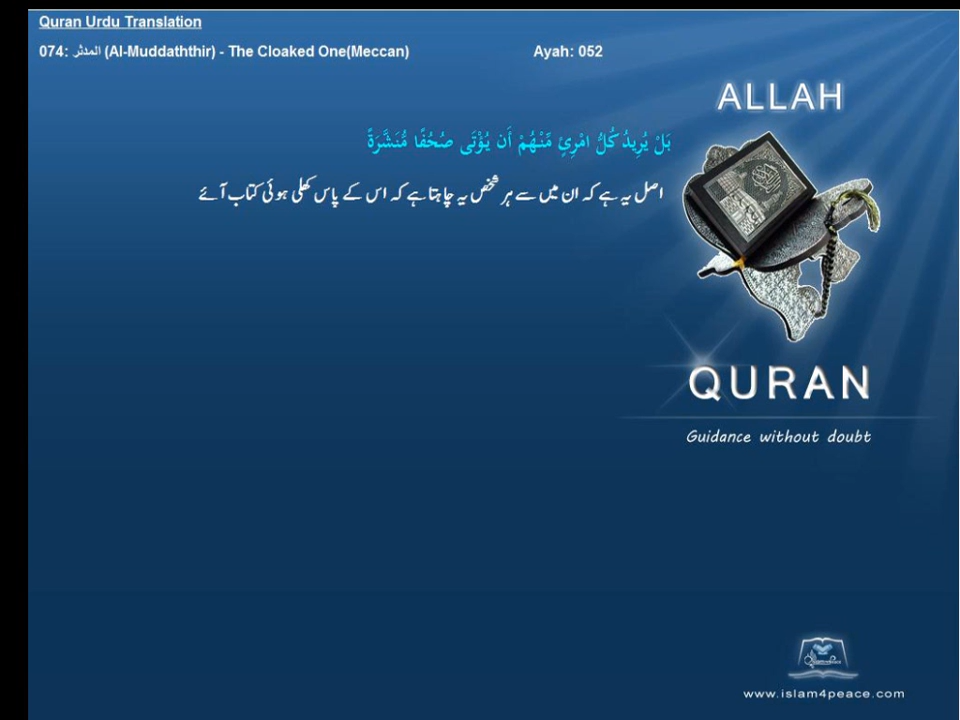 Quran Urdu Translation
074: المدثر (Al-Muddaththir) - The Cloaked One(Meccan) Ayah: 052
ALLAH
بَلْ يُرِيدُ كُلُّ امْرِئٍ مِّنْهُمْ أَن يُؤْتَى صُحُفًا مُّنَشَّرَةً
اصل یہ ہے کہ ان میں سے ہر شخص یہ چاہتا ہے کہ اس کے پاس کھلی ہوئی کتاب آئے
QURAN
Guidance without doubt
www.islam4peace.com